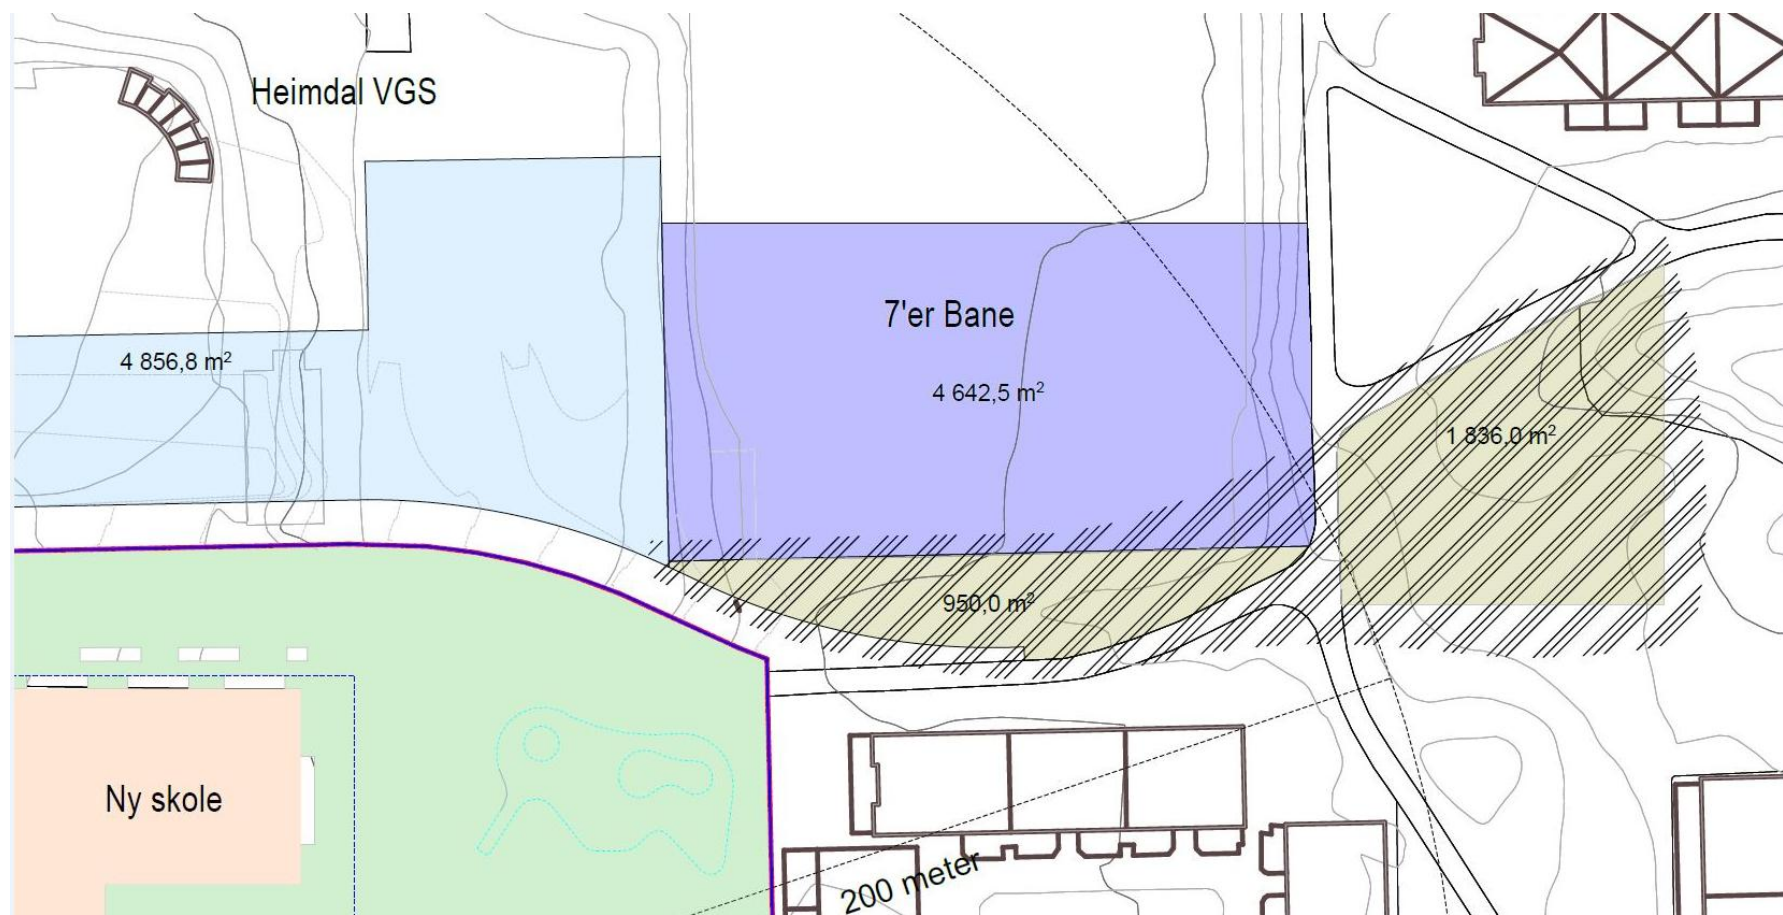 Heimdal VGS
7'er Bane
4 856,8 m²
4 642,5 m²
1 836,0 m²
950,0 m²
Ny skole
200 meter